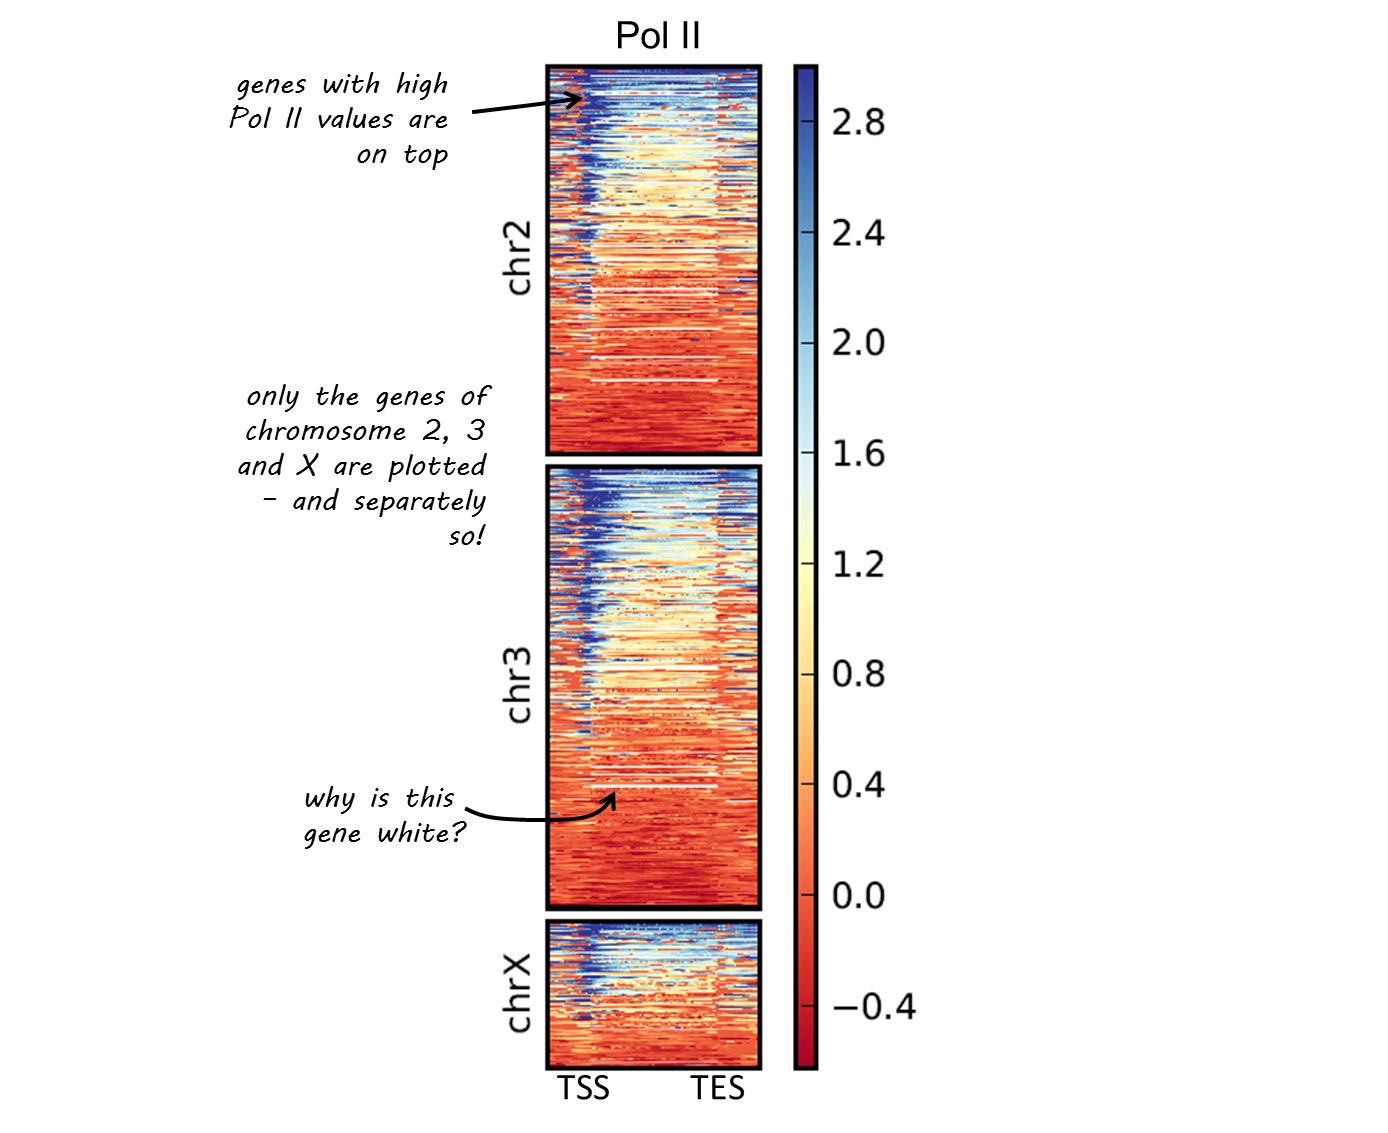 Pol II
genes with high
Pol II values are
on top
chr2
only the genes of
chromosome 2, 3
and X are plotted
– and separately
so!
chr3
why is this
gene white?
chrX
TSS TES
2.8
2.4
2.0
1.6
1.2
0.8
0.4
0.0
−0.4